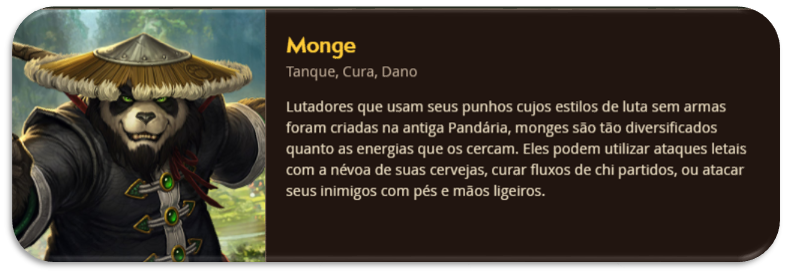 Monge
Tanque, Cura, Dano
Lutadores que usam seus punhos cujos estilos de luta sem armas
foram criadas na antiga Pandária, monges são tão diversificados
quanto as energias que os cercam. Eles podem utilizar ataques letais
com a névoa de suas cervejas, curar fluxos de chi partidos, ou atacar
seus inimigos com pés e mãos ligeiros.